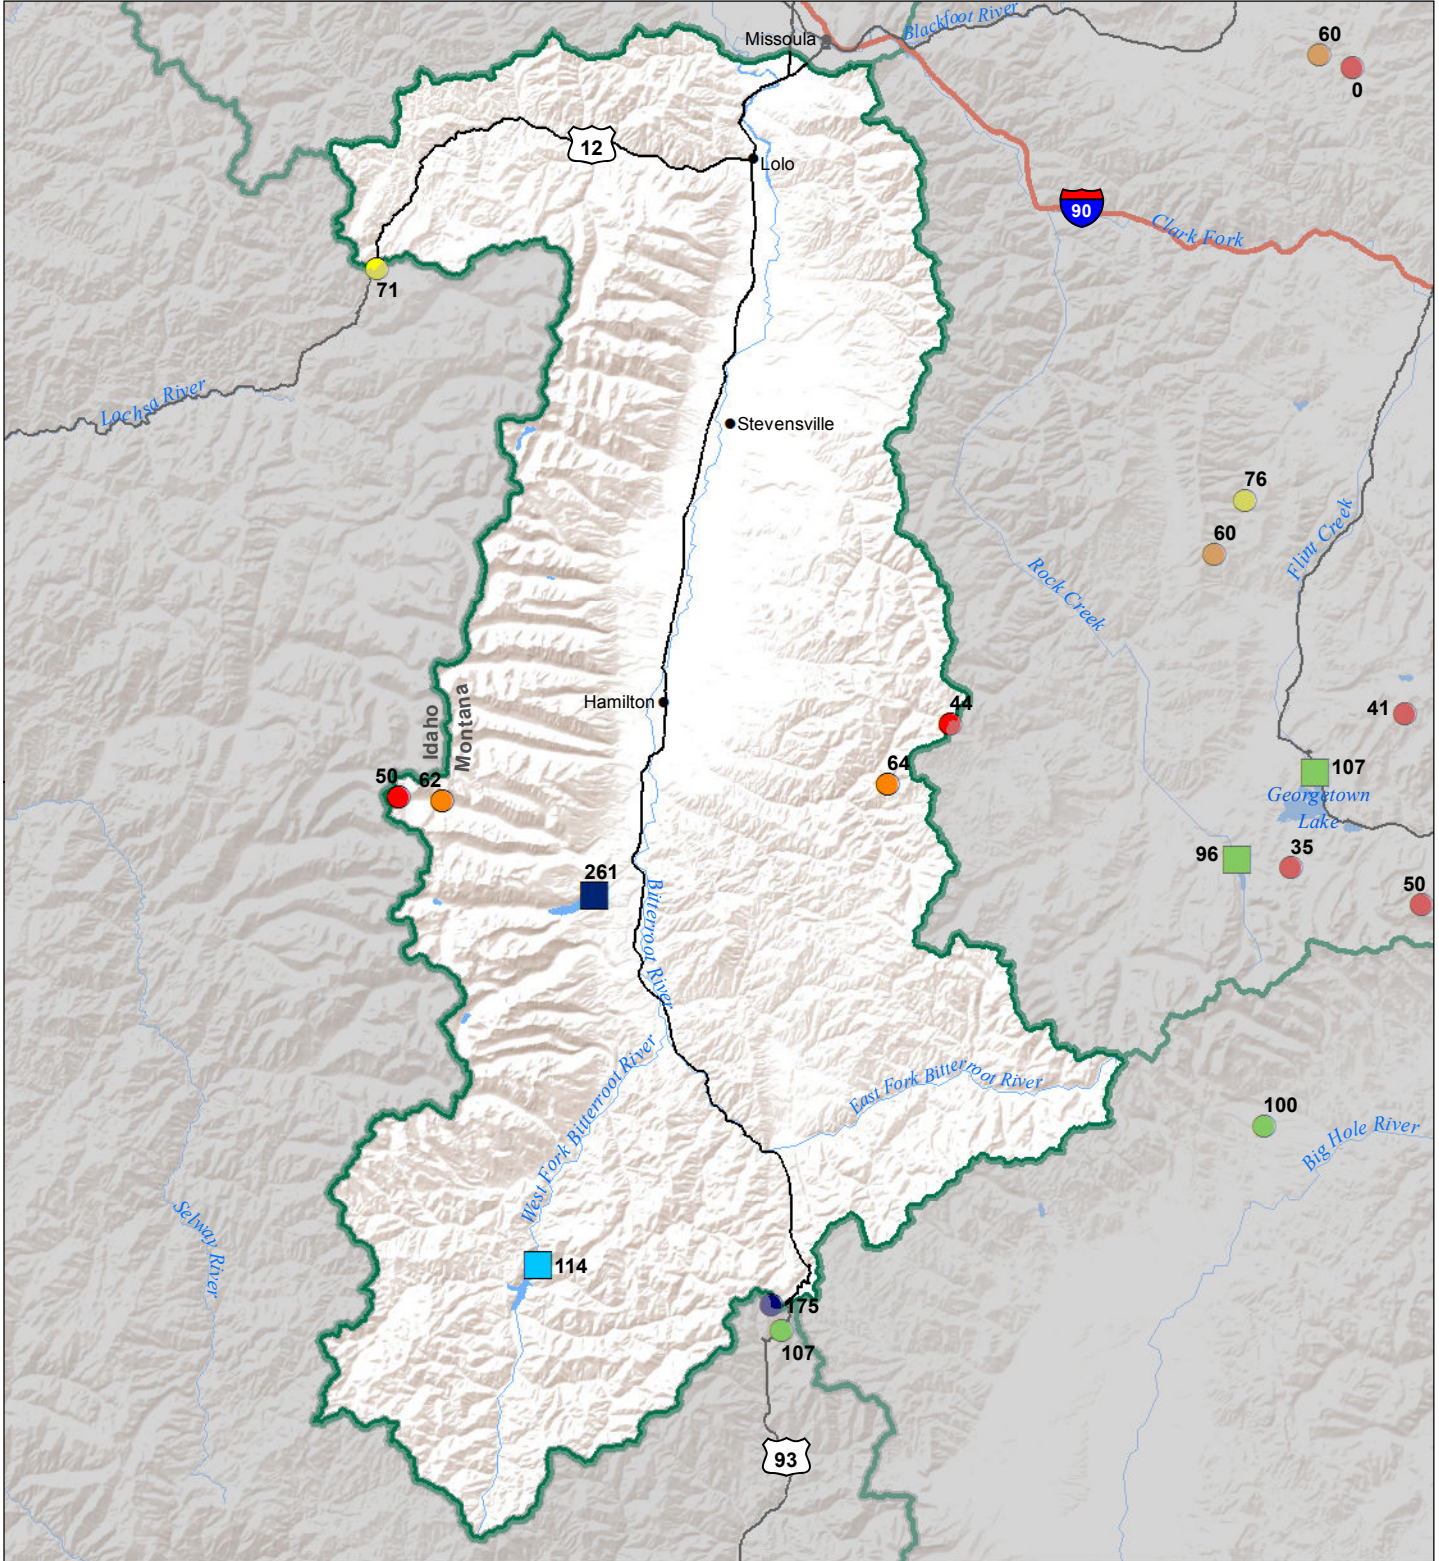 Blackfoot River
Missoula
60
0
12
Lolo
90
Clark Fork
71
Lochsa River
Stevensville
76
60
Flint Creek
Rock Creek
Idaho
Montana
Hamilton
44
41
50
62
64
107
Georgetown
Lake
96
35
261
50
Bitterroot River
West Fork Bitterroot River
East Fork Bitterroot River
100
Big Hole River
Selway River
114
175
107
93